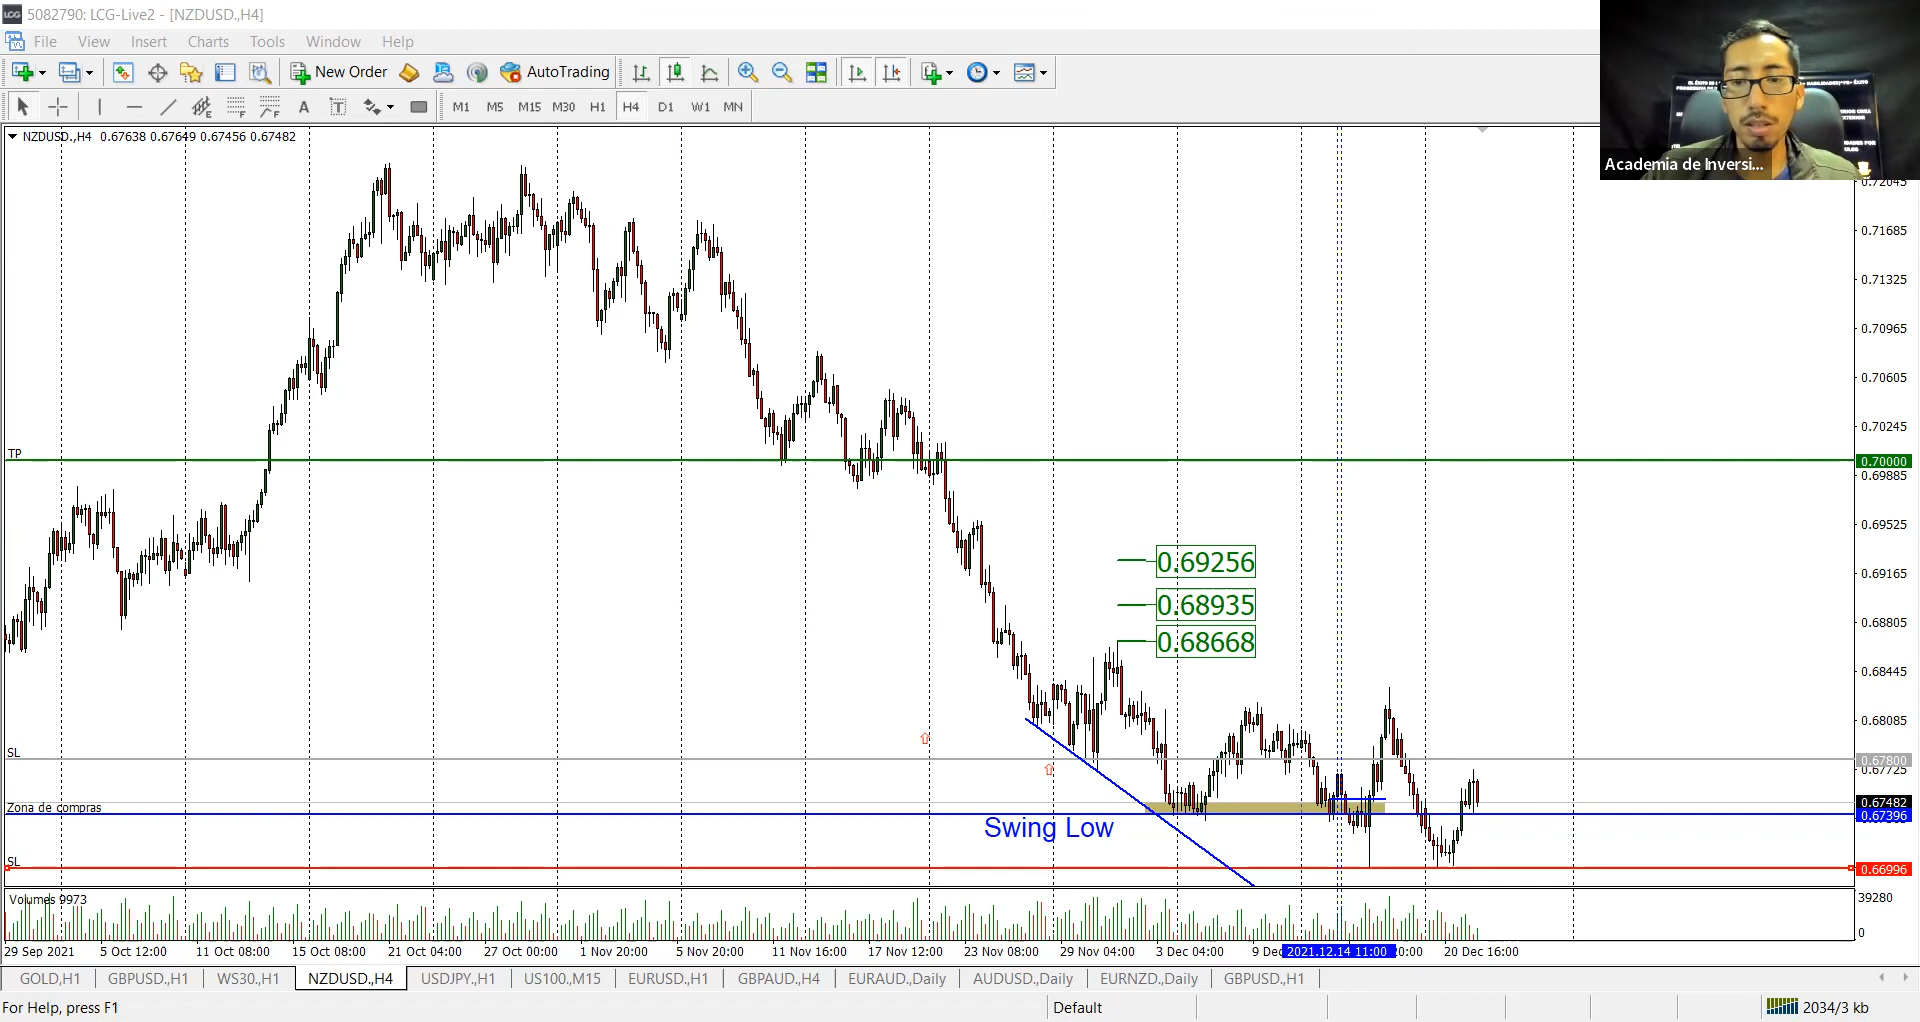 5082790: LCG-Live2 - [NZDUSD.,H4]
File View Insert Charts Tools Window Help
New Order AutoTrading
A T M1 M5 M15 M30 H1 H4 D1 W1 MN
Academia de Inversi...
NZDUSD.,H4 0.67638 0.67649 0.67456 0.67482
0.72045
0.71685
0.71325
0.70965
0.70605
0.70245
TP
0.70000
0.69885
0.69525
0.69256
0.69165
0.68935
0.68805
0.68668
0.68445
0.68085
SL
0.67800
0.67725
Zona de compras
0.67482
0.67396
Swing Low
SL
0.66996
Volumes 9973
39280
0
29 Sep 2021 5 Oct 12:00 11 Oct 08:00 15 Oct 08:00 21 Oct 04:00 27 Oct 00:00 1 Nov 20:00 5 Nov 20:00 11 Nov 16:00 17 Nov 12:00 23 Nov 08:00 29 Nov 04:00 3 Dec 04:00 9 Dec 2021.12.14 11:00 20:00 20 Dec 16:00
GOLD,H1 GBPUSD.,H1 WS30.,H1 NZDUSD.,H4 USDJPY.,H1 US100.,M15 EURUSD.,H1 GBPAUD.,H4 EURAUD.,Daily AUDUSD.,Daily EURNZD.,Daily GBPUSD.,H1
For Help, press F1 Default 2034/3 kb